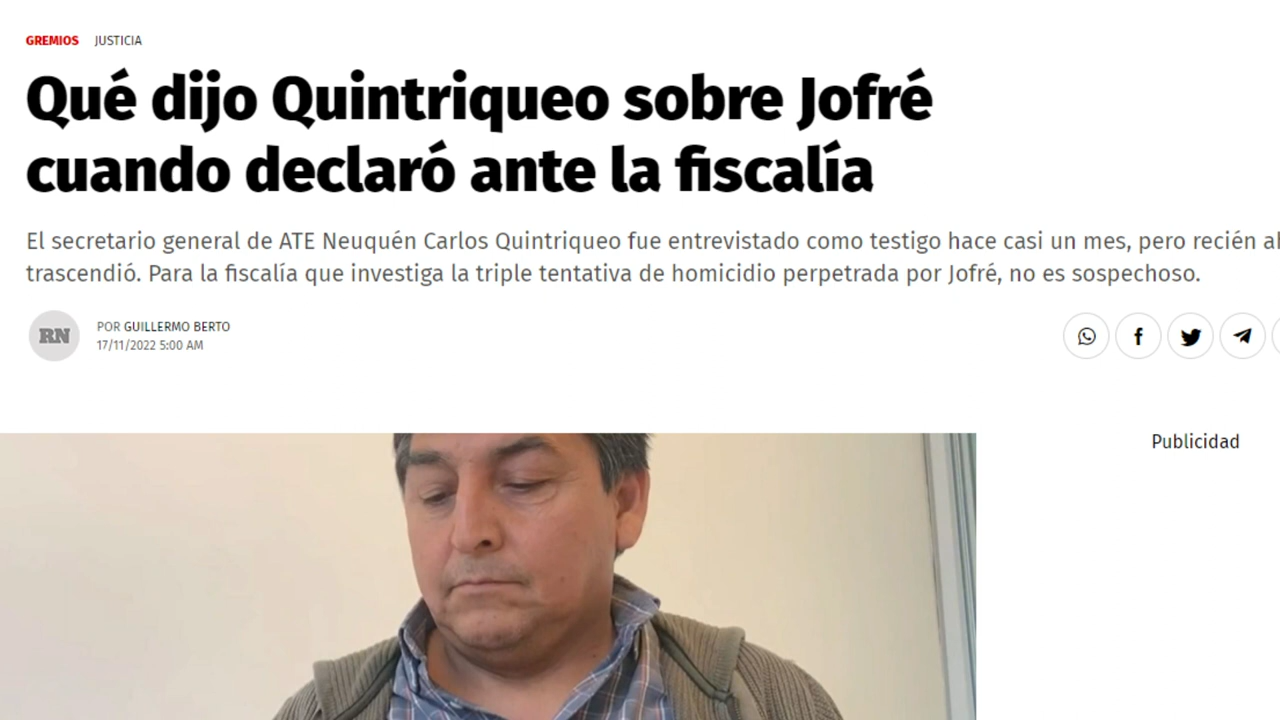 GREMIOS JUSTICIA
Qué dijo Quintriqueo sobre Jofré
cuando declaró ante la fiscalía
El secretario general de ATE Neuquén Carlos Quintriqueo fue entrevistado como testigo hace casi un mes, pero recién
trascendió. Para la fiscalía que investiga la triple tentativa de homicidio perpetrada por Jofré, no es sospechoso.
RN
POR GUILLERMO BERTO
17/11/2022 5:00 AM
Publicidad